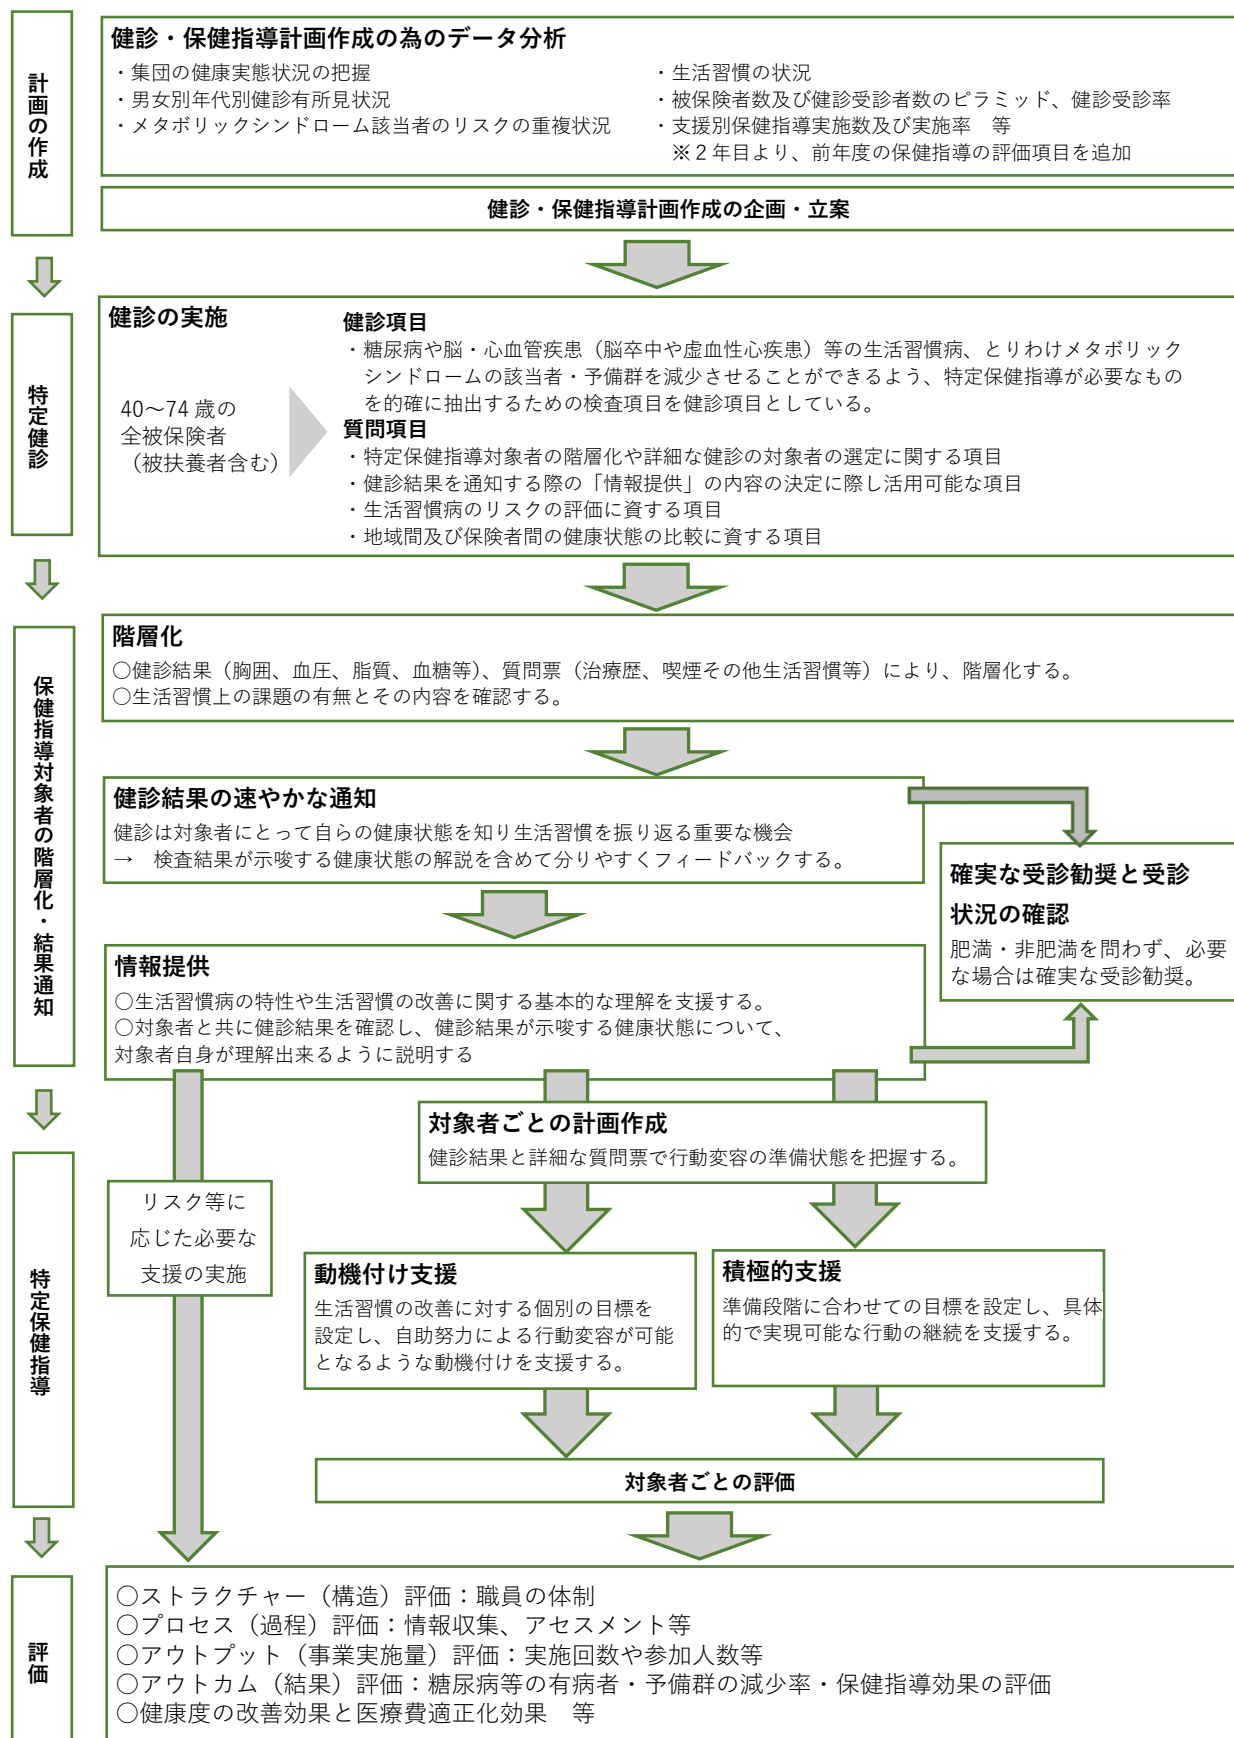 計画の作成
健診・保健指導計画作成の為のデータ分析
・集団の健康実態状況の把握
・男女別年代別健診有所見状況
・メタボリックシンドローム該当者のリスクの重複状況
・生活習慣の状況
・被保険者数及び健診受診者数のピラミッド、健診受診率
・支援別保健指導実施数及び実施率　等
※２年目より、前年度の保健指導の評価項目を追加
健診・保健指導計画作成の企画・立案
特定健診
健診の実施
40～74 歳の
全被保険者
（被扶養者含む）
健診項目
・糖尿病や脳・心血管疾患（脳卒中や虚血性心疾患）等の生活習慣病、とりわけメタボリック
シンドロームの該当者・予備群を減少させることができるよう、特定保健指導が必要なもの
を的確に抽出するための検査項目を健診項目としている。
質問項目
・特定保健指導対象者の階層化や詳細な健診の対象者の選定に関する項目
・健診結果を通知する際の「情報提供」の内容の決定に際し活用可能な項目
・生活習慣病のリスクの評価に資する項目
・地域間及び保険者間の健康状態の比較に資する項目
保健指導対象者の階層化・結果通知
階層化
○健診結果（胸囲、血圧、脂質、血糖等）、質問票（治療歴、喫煙その他生活習慣等）により、階層化する。
○生活習慣上の課題の有無とその内容を確認する。
健診結果の速やかな通知
健診は対象者にとって自らの健康状態を知り生活習慣を振り返る重要な機会
→　検査結果が示唆する健康状態の解説を含めて分りやすくフィードバックする。
確実な受診勧奨と受診
状況の確認
肥満・非肥満を問わず、必要
な場合は確実な受診勧奨。
情報提供
○生活習慣病の特性や生活習慣の改善に関する基本的な理解を支援する。
○対象者と共に健診結果を確認し、健診結果が示唆する健康状態について、
対象者自身が理解出来るように説明する
特定保健指導
対象者ごとの計画作成
健診結果と詳細な質問票で行動変容の準備状態を把握する。
リスク等に
応じた必要な
支援の実施
動機付け支援
生活習慣の改善に対する個別の目標を
設定し、自助努力による行動変容が可能
となるような動機付けを支援する。
積極的支援
準備段階に合わせての目標を設定し、具体
的で実現可能な行動の継続を支援する。
対象者ごとの評価
評価
○ストラクチャー（構造）評価：職員の体制
○プロセス（過程）評価：情報収集、アセスメント等
○アウトプット（事業実施量）評価：実施回数や参加人数等
○アウトカム（結果）評価：糖尿病等の有病者・予備群の減少率・保健指導効果の評価
○健康度の改善効果と医療費適正化効果　等